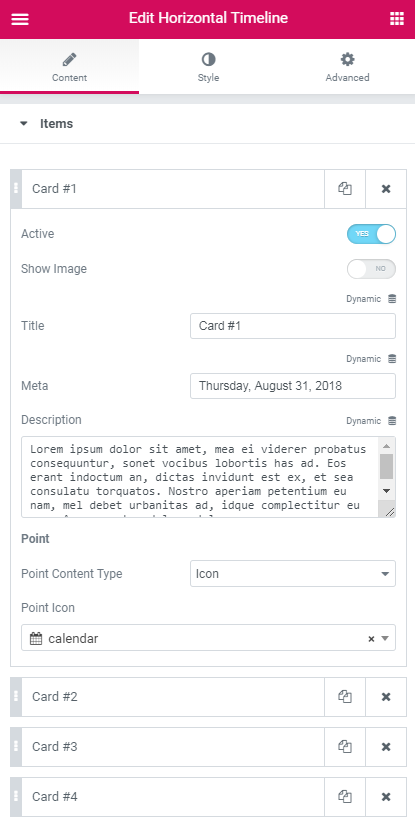 Edit Horizontal Timeline
Content
Style
Advanced
Items
Card #1
Active
YES
Show Image
NO
Dynamic
Title
Card #1
Dynamic
Meta
Thursday, August 31, 2018
Description
Dynamic
Lorem ipsum dolor sit amet, mea ei viderer probatus
consequuntur, sonet vocibus lobortis has ad. Eos
erant indoctum an, dictas invidunt est ex, et sea
consulatu torquatos. Nostro aperiam petentium eu
nam, mel debet urbanitas ad, idque complectitur eu
Point
Point Content Type
Icon
Point Icon
calendar
Card #2
Card #3
Card #4